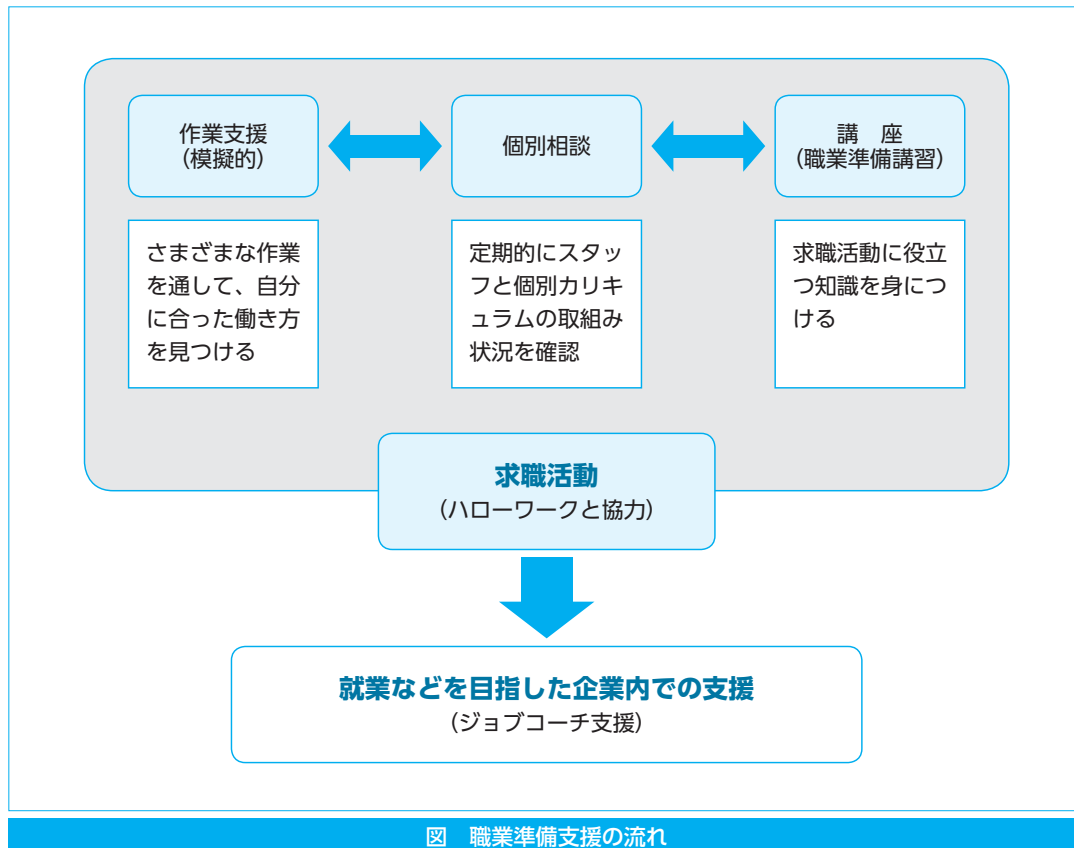 作業支援
(模擬的)
個別相談
講　座
(職業準備講習)
さまざまな作業
を通して、自分
に合った働き方
を見つける
定期的にスタッ
フと個別カリキ
ュラムの取組み
状況を確認
求職活動に役立
つ知識を身につ
ける
求職活動
(ハローワークと協力)
就業などを目指した企業内での支援
(ジョブコーチ支援)
図　職業準備支援の流れ